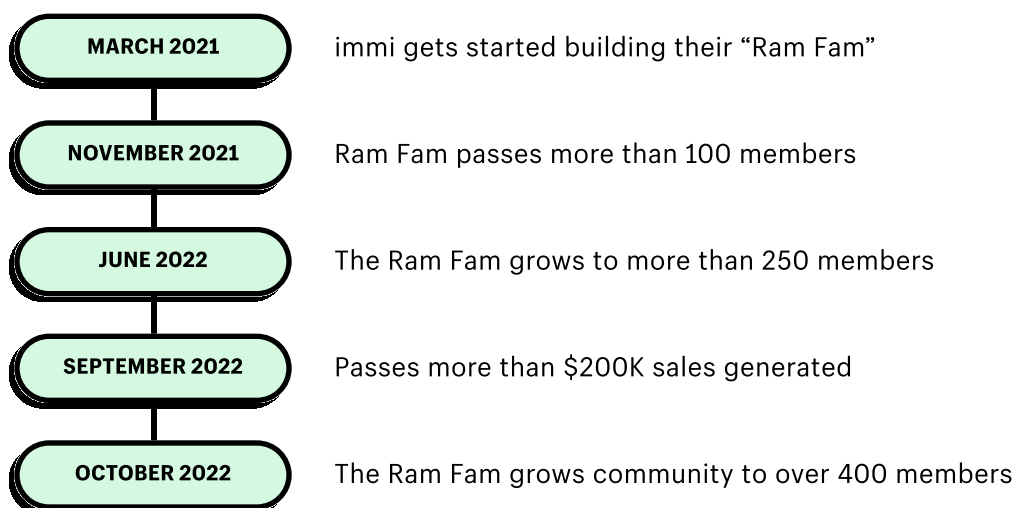 MARCH 2021
immi gets started building their “Ram Fam”
NOVEMBER 2021
Ram Fam passes more than 100 members
JUNE 2022
The Ram Fam grows to more than 250 members
SEPTEMBER 2022
Passes more than $200K sales generated
OCTOBER 2022
The Ram Fam grows community to over 400 members